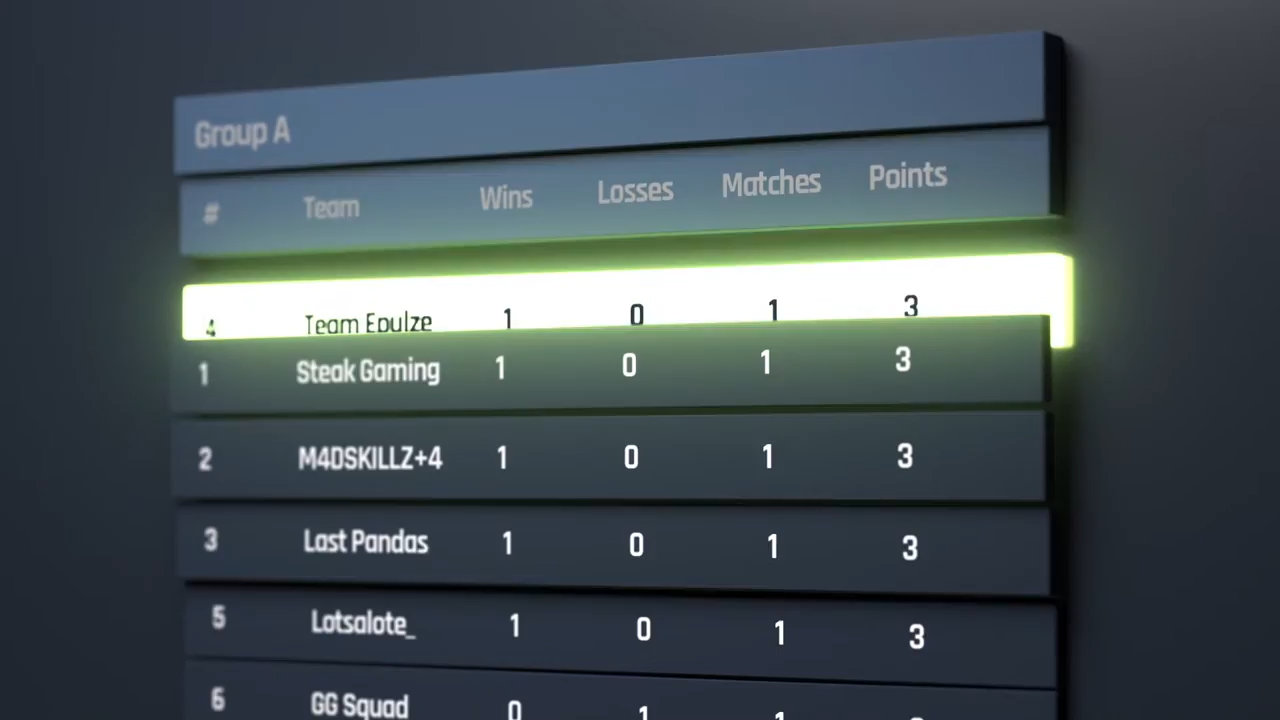 Group A
# Team Wins Losses Matches Points
4 Team Epulze 1 0 1 3
1 Steak Gaming 1 0 1 3
2 M4DSKILLZ+4 1 0 1 3
3 Last Pandas 1 0 1 3
5 Lotsalote_ 1 0 1 3
6 GG Squad 0 1 1